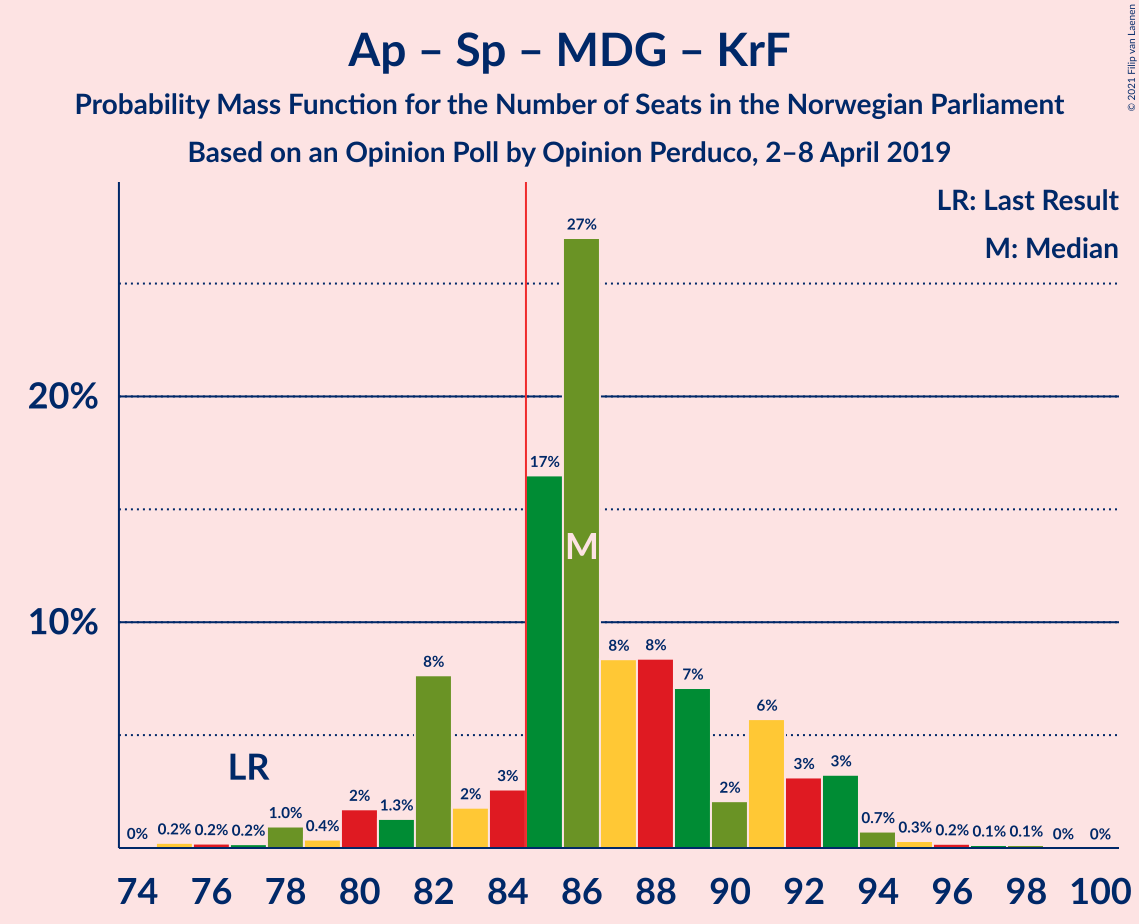 Ap – Sp – MDG – KrF
Probability Mass Function for the Number of Seats in the Norwegian Parliament
Based on an Opinion Poll by Opinion Perduco, 2–8 April 2019
© 2021 Filip van Laenen
LR: Last Result
M: Median
20%
10%
LR
M
0% 0.2% 0.2% 0.2% 1.0% 0.4% 2% 1.3% 8% 2% 3% 17% 27% 8% 8% 7% 2% 6% 3% 3% 0.7% 0.3% 0.2% 0.1% 0.1% 0% 0%
74 76 78 80 82 84 86 88 90 92 94 96 98 100